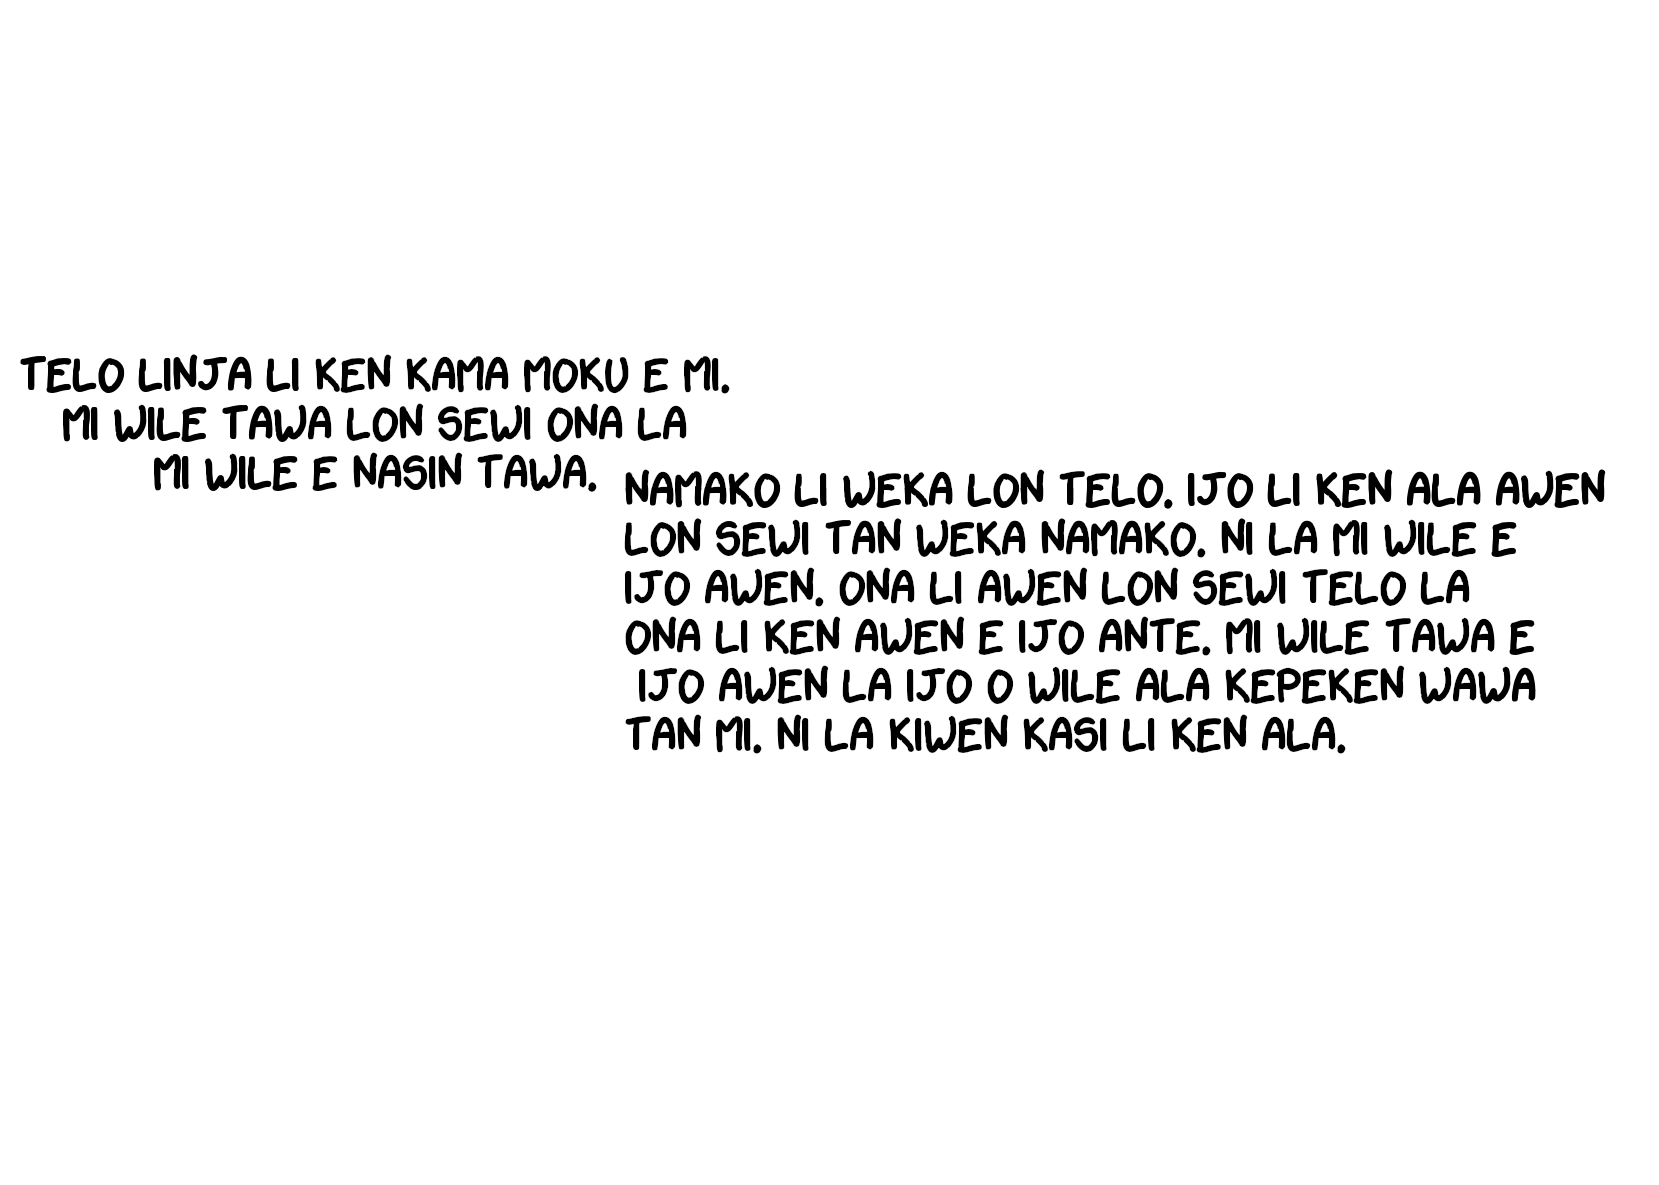 TELO LINJA LI KEN KAMA MOKU E MI.
MI WILE TAWA LON SEWI ONA LA
MI WILE E NASIN TAWA.
NAMAKO LI WEKA LON TELO. IJO LI KEN ALA AWEN
LON SEWI TAN WEKA NAMAKO. NI LA MI WILE E
IJO AWEN. ONA LI AWEN LON SEWI TELO LA
ONA LI KEN AWEN E IJO ANTE. MI WILE TAWA E
IJO AWEN LA IJO O WILE ALA KEPEKEN WAWA
TAN MI. NI LA KIWEN KASI LI KEN ALA.